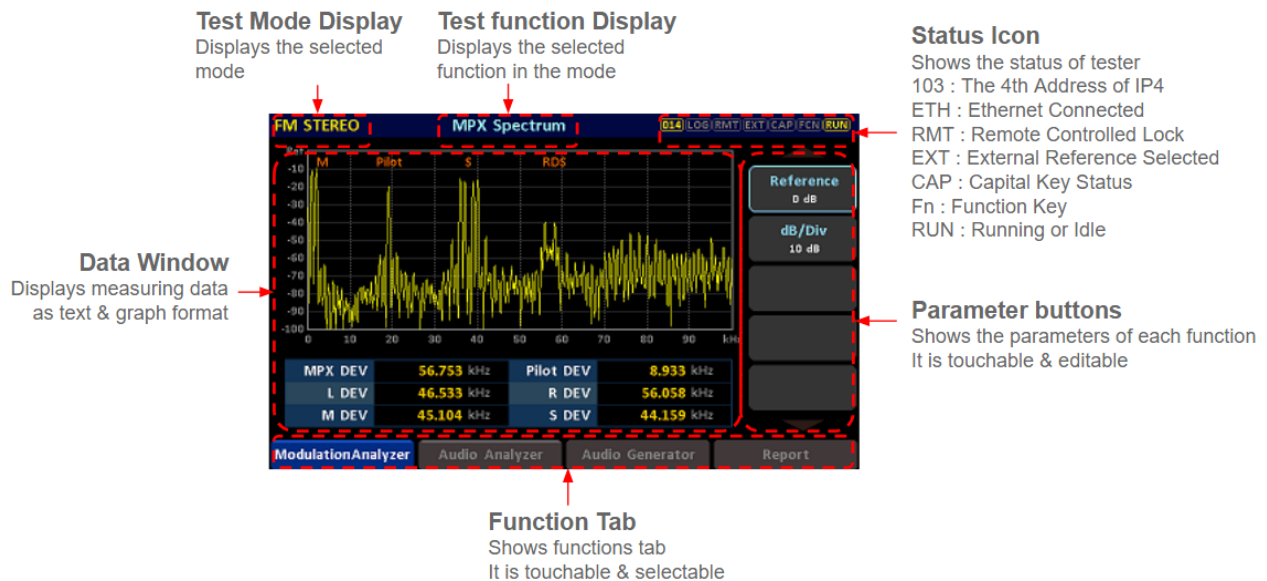 Test Mode Display
Displays the selected
mode
Test function Display
Displays the selected
function in the mode
Status Icon
Shows the status of tester
103 : The 4th Address of IP4
ETH : Ethernet Connected
RMT : Remote Controlled Lock
EXT : External Reference Selected
CAP : Capital Key Status
Fn : Function Key
RUN : Running or Idle
FM STEREO MPX Spectrum 014 LOG RMT EXT CAP FCN RUN
Ref
M Pilot S RDS
-10
-20
-30
-40
-50
-60
-70
-80
-90
-100
0 10 20 30 40 50 60 70 80 90 kHz
Reference
0 dB
dB/Div
10 dB
Data Window
Displays measuring data
as text & graph format
Parameter buttons
Shows the parameters of each function
It is touchable & editable
MPX DEV 56.753 kHz Pilot DEV 8.933 kHz
L DEV 46.533 kHz R DEV 56.058 kHz
M DEV 45.104 kHz S DEV 44.159 kHz
ModulationAnalyzer Audio Analyzer Audio Generator Report
Function Tab
Shows functions tab
It is touchable & selectable